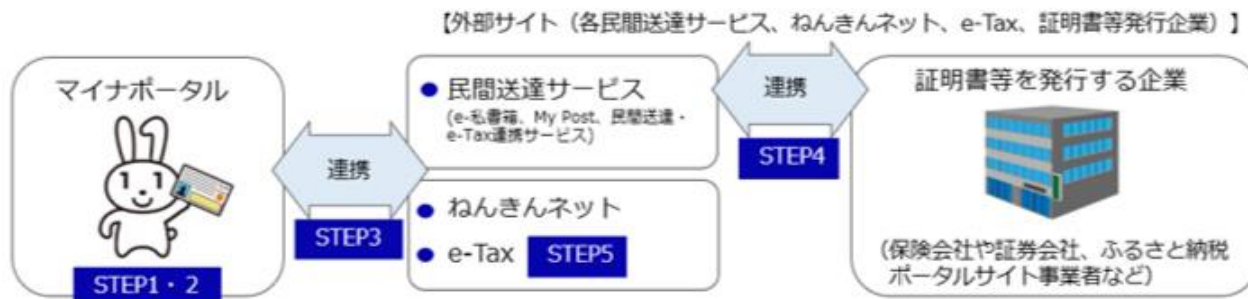 【外部サイト（各民間送達サービス、ねんきんネット、e-Tax、証明書等発行企業）】
マイナポータル
STEP1・2
連携
STEP3
● 民間送達サービス
(e-私書箱、My Post、民間送達・
e-Tax連携サービス)
● ねんきんネット
● e-Tax STEP5
連携
STEP4
証明書等を発行する企業
（保険会社や証券会社、ふるさと納税
ポータルサイト事業者など）